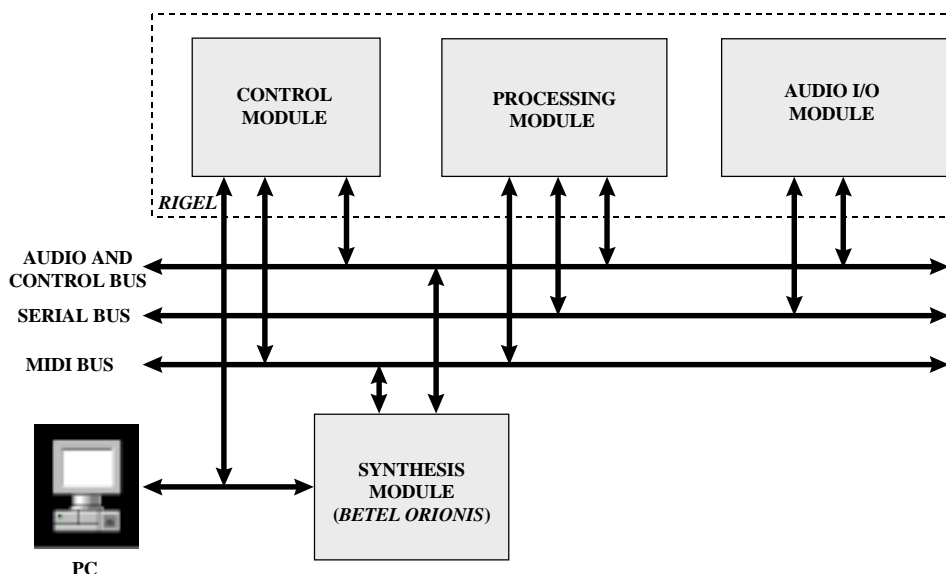 CONTROL
MODULE
PROCESSING
MODULE
AUDIO I/O
MODULE
RIGEL
AUDIO AND
CONTROL BUS
SERIAL BUS
MIDI BUS
SYNTHESIS
MODULE
(BETEL ORIONIS)
PC